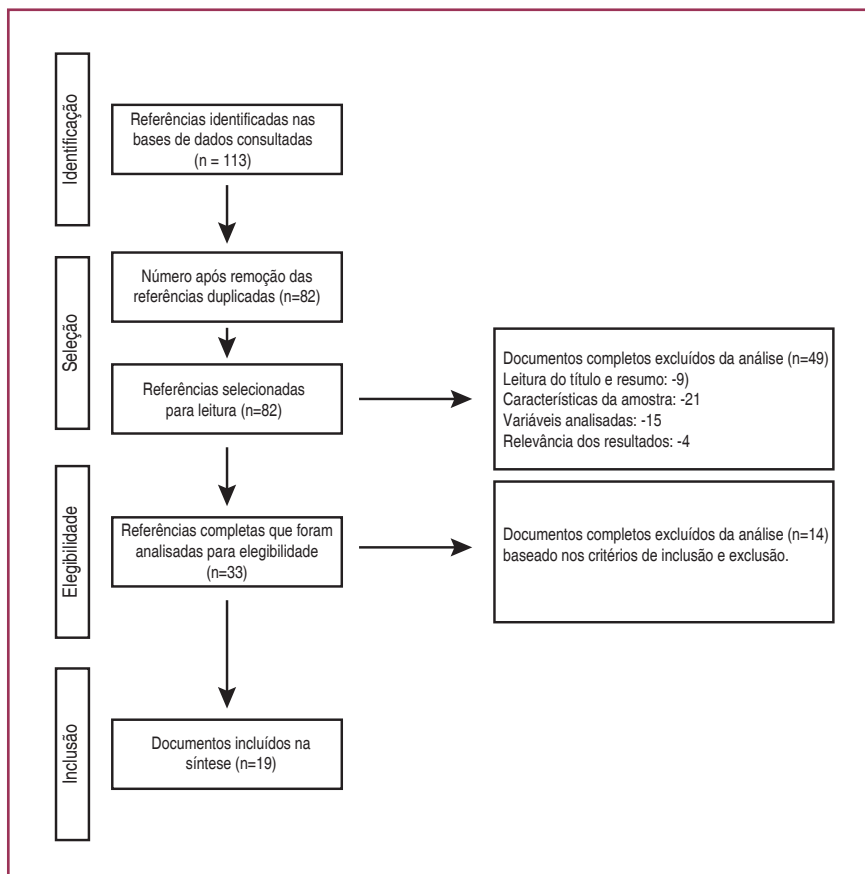 Identificação
Referências identificadas nas
bases de dados consultadas
(n = 113)
Seleção
Número após remoção das
referências duplicadas (n=82)
Referências selecionadas
para leitura (n=82)
Documentos completos excluídos da análise (n=49)
Leitura do título e resumo: -9)
Características da amostra: -21
Variáveis analisadas: -15
Relevância dos resultados: -4
Elegibilidade
Referências completas que foram
analisadas para elegibilidade
(n=33)
Documentos completos excluídos da análise (n=14)
baseado nos critérios de inclusão e exclusão.
Inclusão
Documentos incluídos na
síntese (n=19)